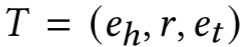 T = (e_h, r, e_t)